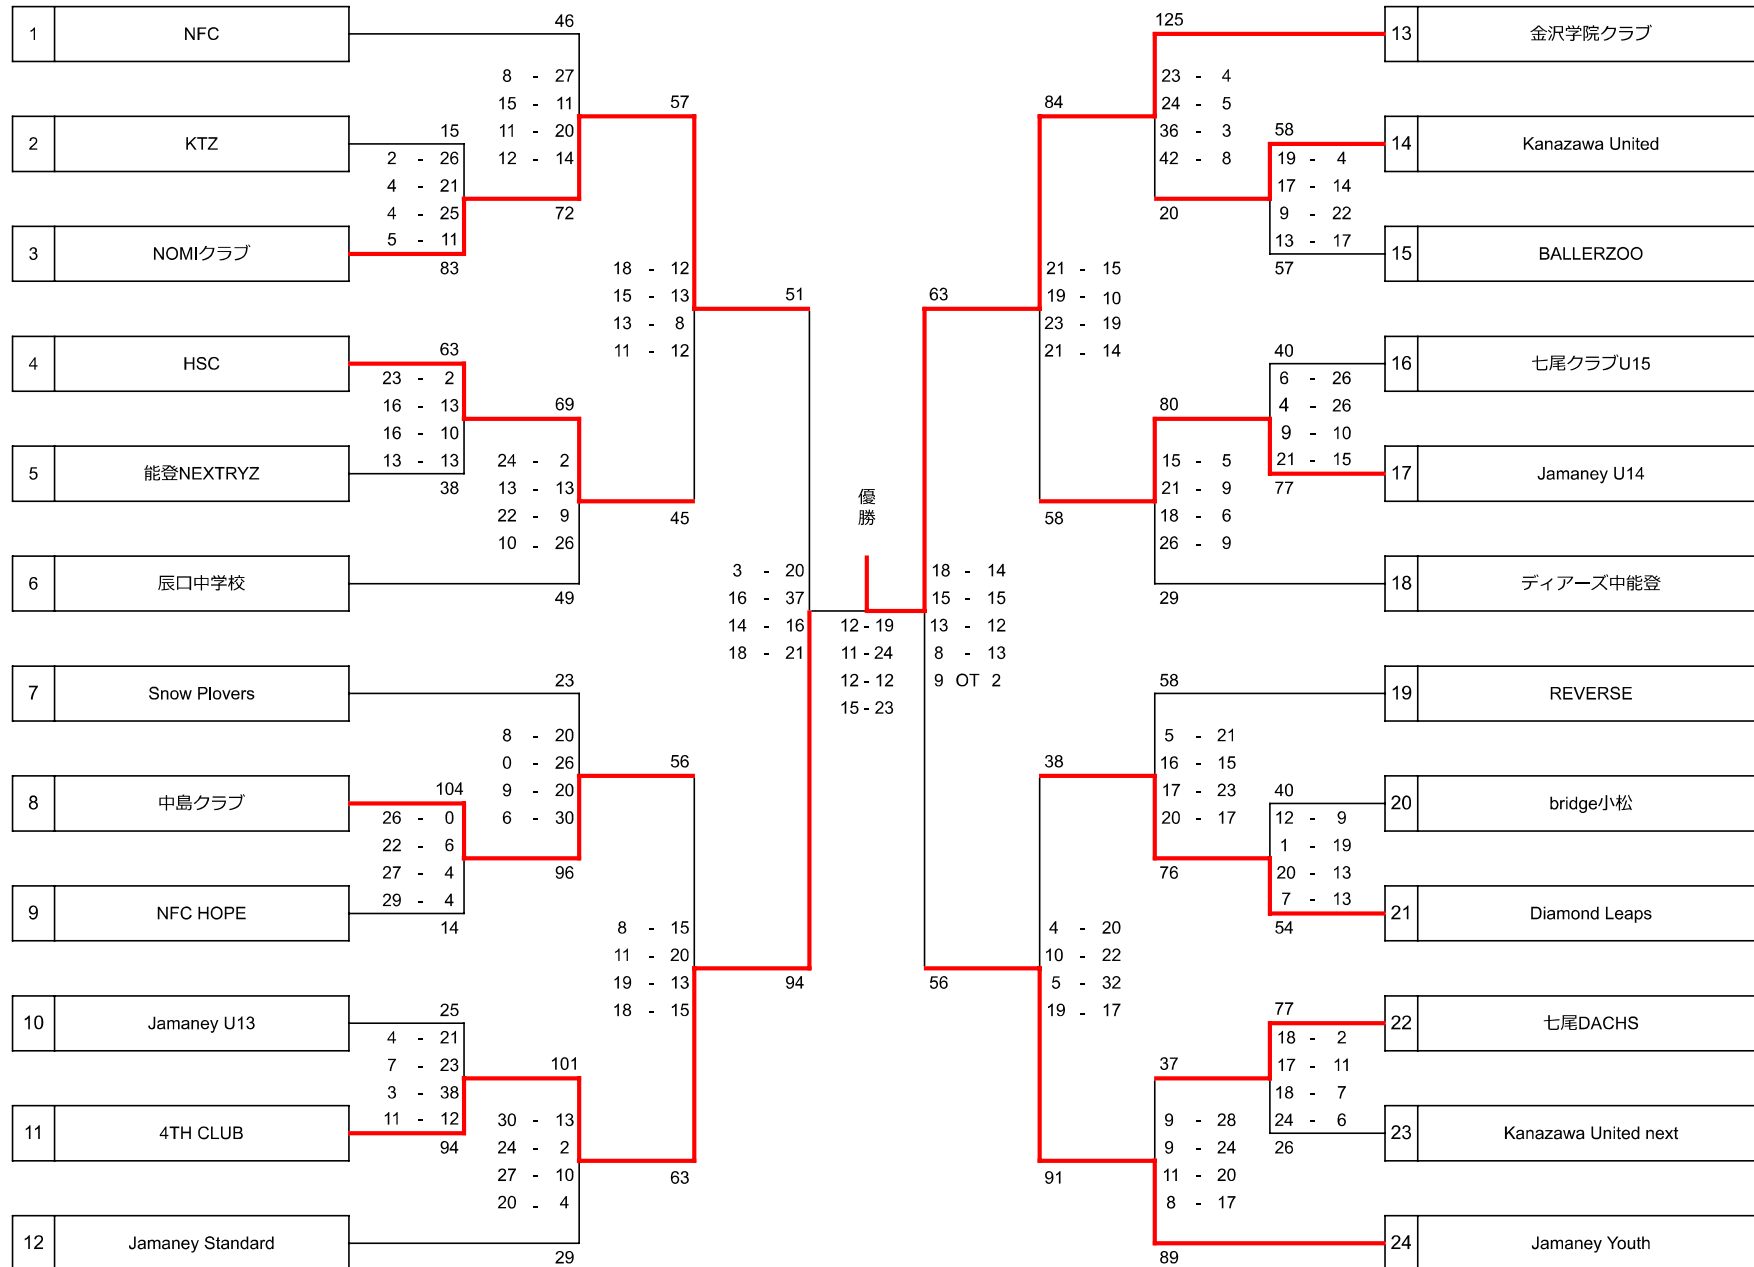 1 NFC
46
8 - 27
15 - 11
11 - 20
12 - 14
57
2 KTZ
15
2 - 26
4 - 21
4 - 25
5 - 11
72
3 NOMIクラブ
83
18 - 12
15 - 13
13 - 8
11 - 12
51
4 HSC
63
23 - 2
16 - 13
16 - 10
13 - 13
69
5 能登NEXTRYZ
38
24 - 2
13 - 13
22 - 9
10 - 26
45
6 辰口中学校
49
3 - 20
16 - 37
14 - 16
18 - 21
7 Snow Plovers
23
8 - 20
0 - 26
9 - 20
6 - 30
56
8 中島クラブ
104
26 - 0
22 - 6
27 - 4
29 - 4
96
9 NFC HOPE
14
8 - 15
11 - 20
19 - 13
18 - 15
94
10 Jamaney U13
25
4 - 21
7 - 23
3 - 38
11 - 12
101
11 4TH CLUB
94
30 - 13
24 - 2
27 - 10
20 - 4
63
12 Jamaney Standard
29
優勝
12 - 19
11 - 24
12 - 12
15 - 23
125
13 金沢学院クラブ
23 - 4
24 - 5
36 - 3
42 - 8
84
58
14 Kanazawa United
19 - 4
17 - 14
9 - 22
13 - 17
20
57
15 BALLERZOO
21 - 15
19 - 10
23 - 19
21 - 14
63
40
16 七尾クラブU15
6 - 26
4 - 26
9 - 10
21 - 15
80
77
17 Jamaney U14
15 - 5
21 - 9
18 - 6
26 - 9
58
29
18 ディアーズ中能登
18 - 14
15 - 15
13 - 12
8 - 13
9 OT 2
58
19 REVERSE
5 - 21
16 - 15
17 - 23
20 - 17
38
40
20 bridge小松
12 - 9
1 - 19
20 - 13
7 - 13
76
54
21 Diamond Leaps
4 - 20
10 - 22
5 - 32
19 - 17
56
77
22 七尾DACHS
18 - 2
17 - 11
18 - 7
24 - 6
37
26
23 Kanazawa United next
9 - 28
9 - 24
11 - 20
8 - 17
91
89
24 Jamaney Youth